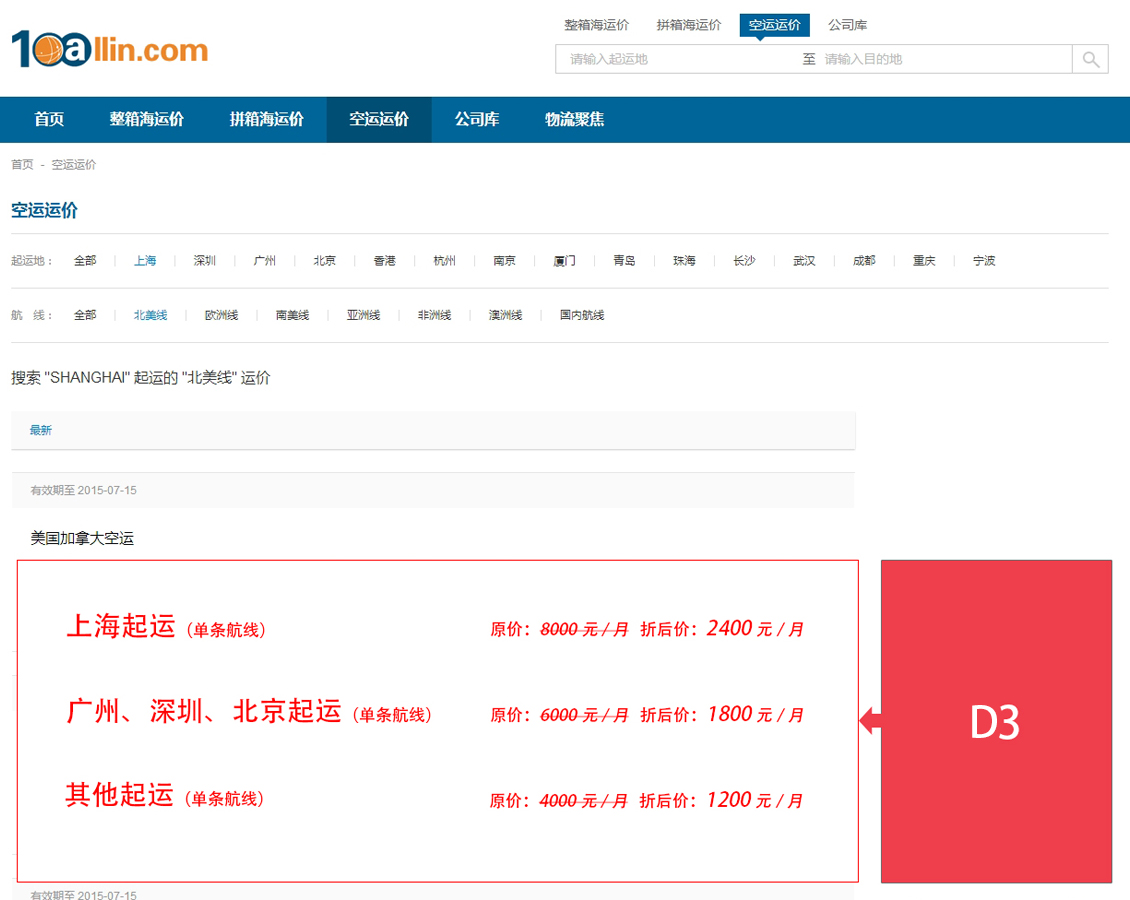 整箱海运价 拼箱海运价 空运运价 公司库
10allin.com
请输入起运地 至 请输入目的地
首页 整箱海运价 拼箱海运价 空运运价 公司库 物流聚焦
首页 - 空运运价
空运运价
起运地： 全部 上海 深圳 广州 北京 香港 杭州 南京 厦门 青岛 珠海 长沙 武汉 成都 重庆 宁波
航 线： 全部 北美线 欧洲线 南美线 亚洲线 非洲线 澳洲线 国内航线
搜索 "SHANGHAI" 起运的 "北美线" 运价
最新
有效期至 2015-07-15
美国加拿大空运
上海起运（单条航线） 原价：8000 元 / 月 折后价：2400 元 / 月
广州、深圳、北京起运（单条航线） 原价：6000 元 / 月 折后价：1800 元 / 月
D3
其他起运（单条航线） 原价：4000 元 / 月 折后价：1200 元 / 月
有效期至 2015-07-15